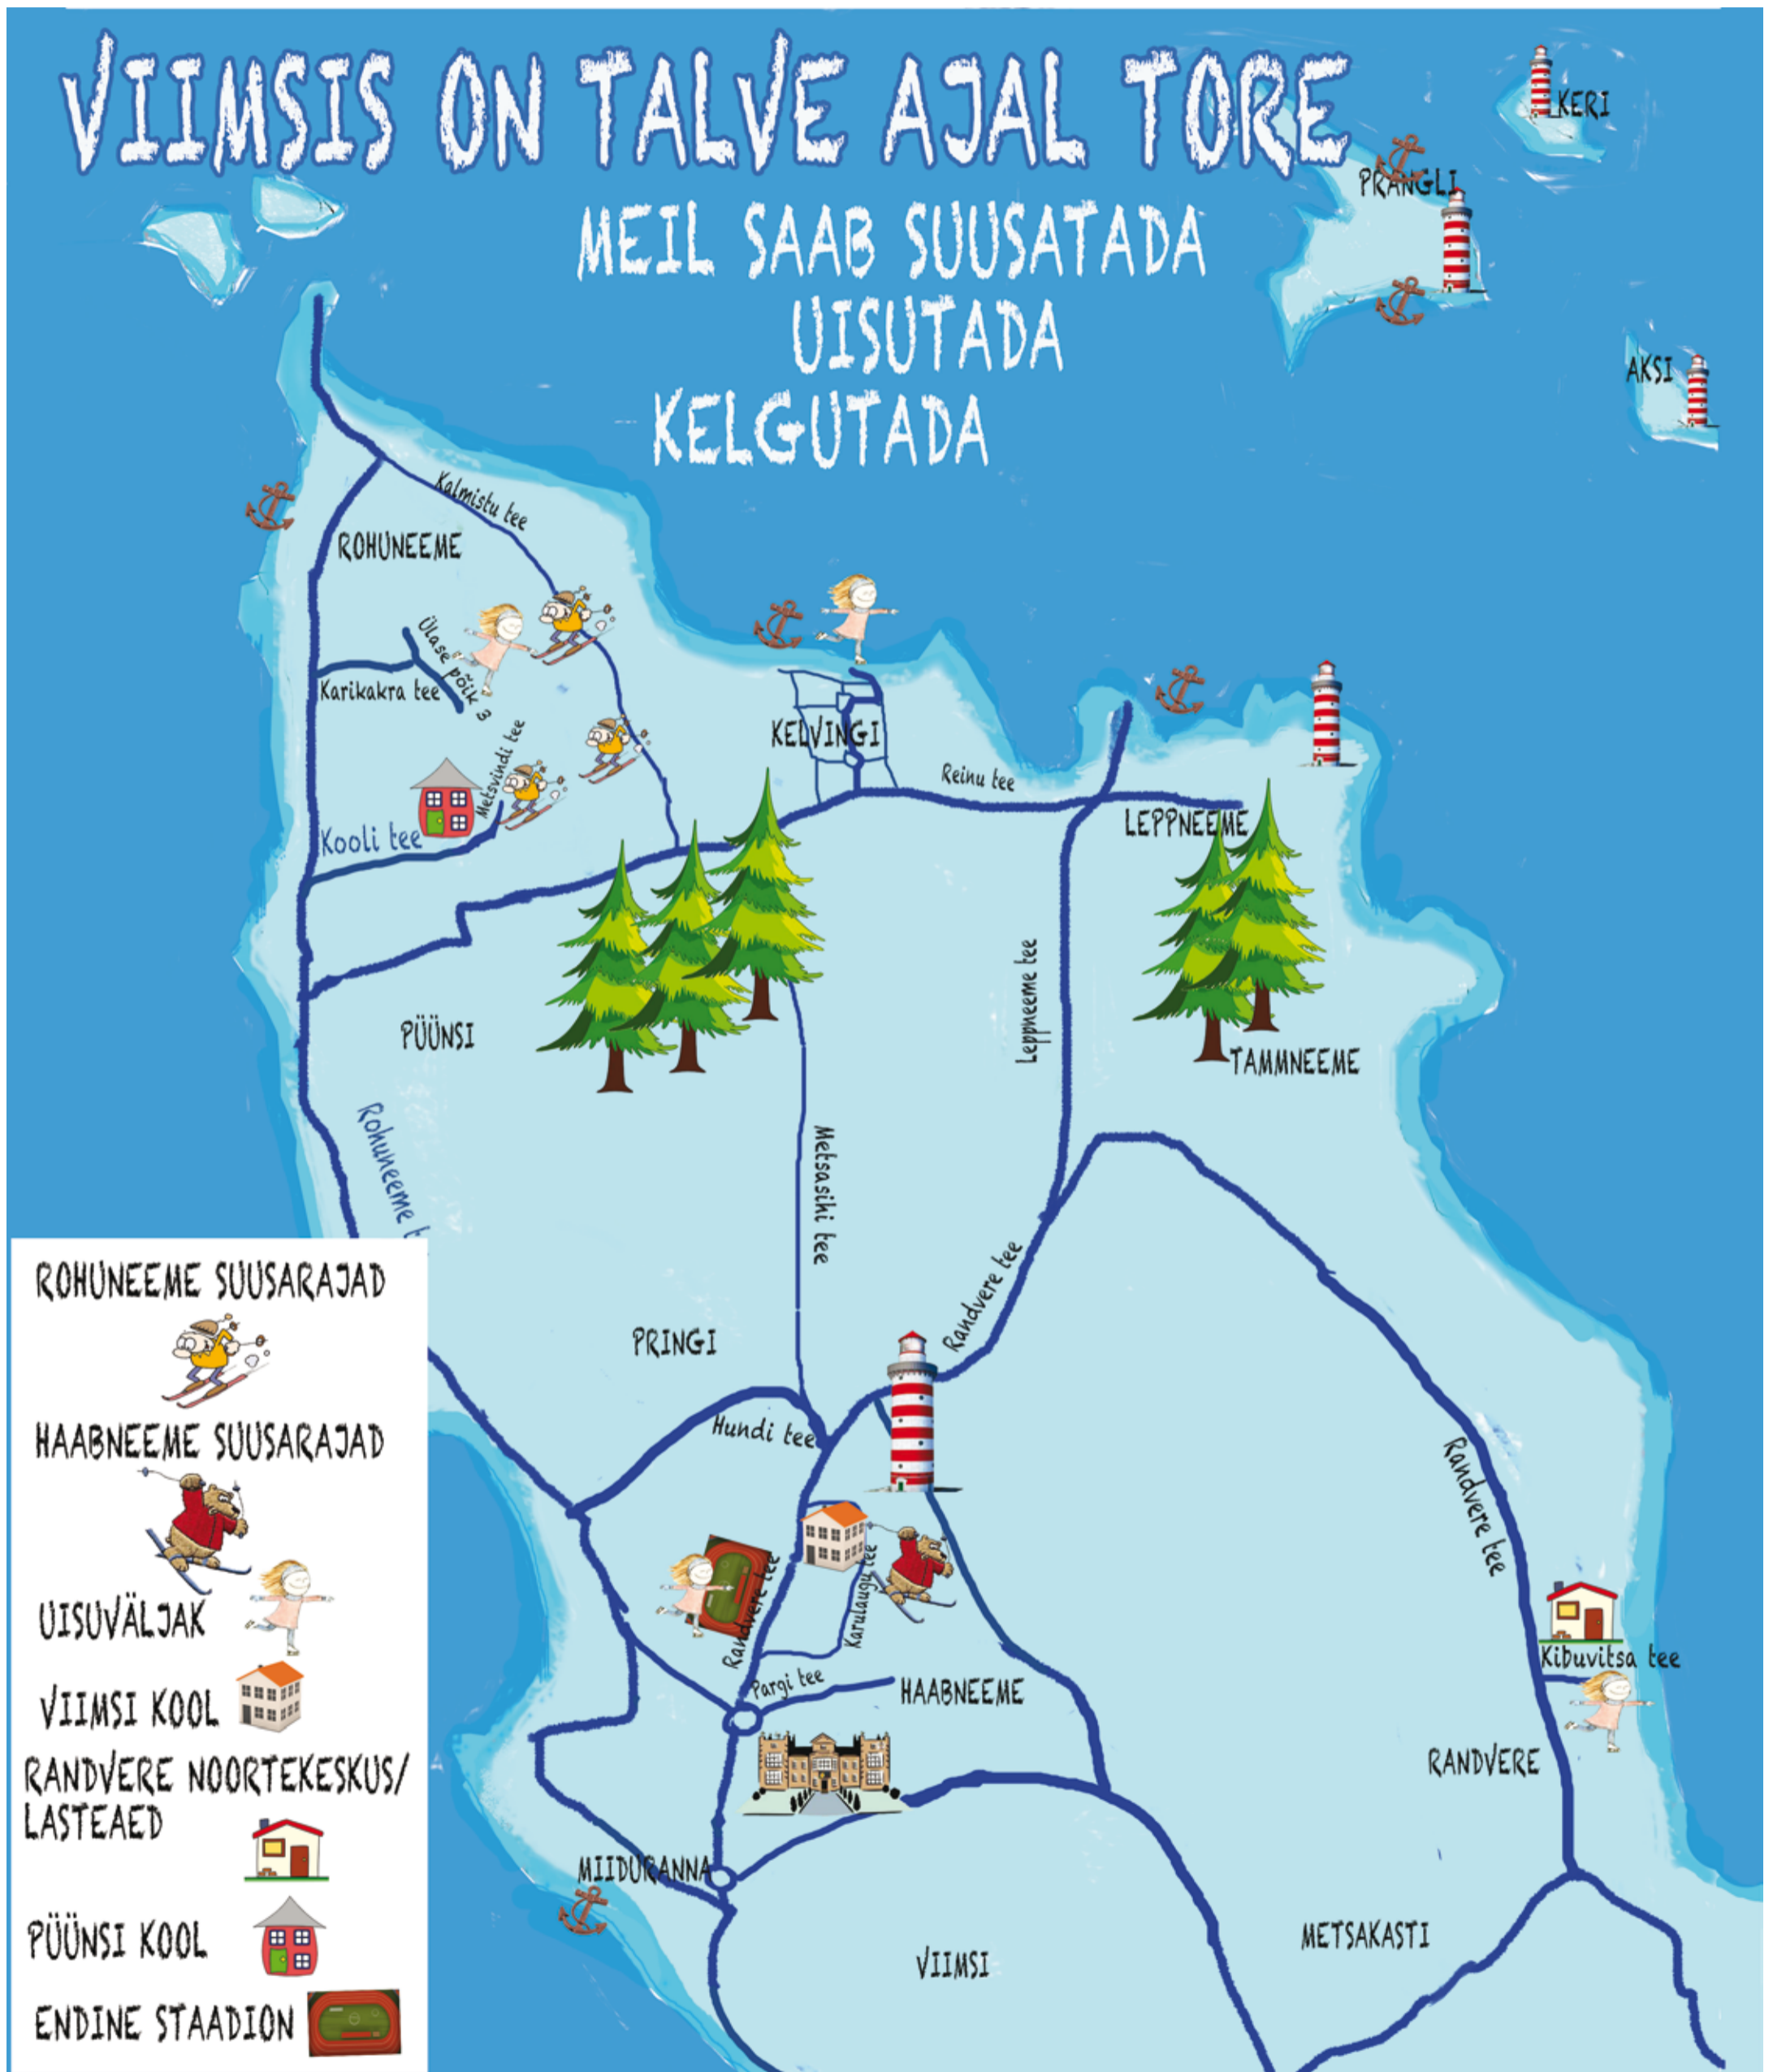 VIIMSIS ON TALVE AJAL TORE
MEIL SAAB SUUSATADA
UISUTADA
KELGUTADA
KERI
PRANGLI
AKSI
Kalmistu tee
ROHUNEEME
Ülase põik 3
Karikakra tee
Metsvindi tee
Kooli tee
KELVINGI
Reinu tee
LEPPNEEME
Leppneeme tee
PÜÜNSI
TAMMNEEME
Rohuneeme t
Metsasihi tee
Randvere tee
PRINGI
Hundi tee
Randvere tee
Randvere tee
Karulaugu tee
Pargi tee
HAABNEEME
Kibuvitsa tee
RANDVERE
MIIDURANNA
METSAKASTI
VIIMSI
ROHUNEEME SUUSARAJAD
HAABNEEME SUUSARAJAD
UISUVÄLJAK
VIIMSI KOOL
RANDVERE NOORTEKESKUS/
LASTEAED
PÜÜNSI KOOL
ENDINE STAADION